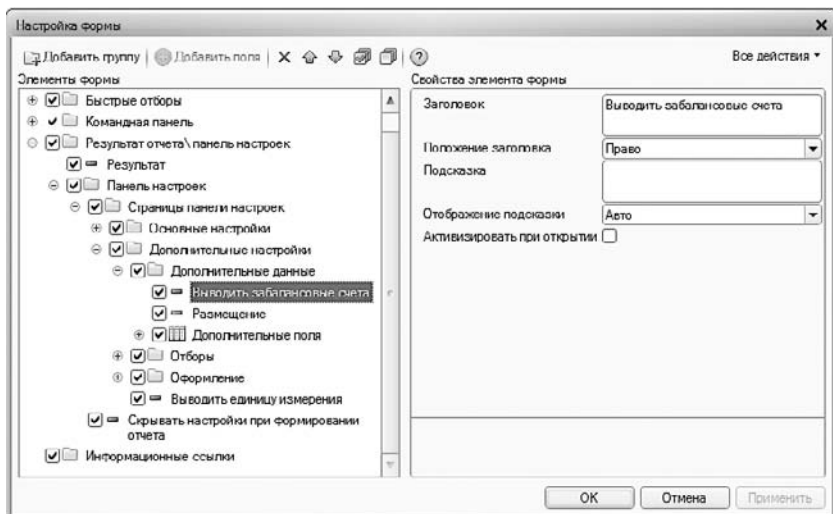 Настройка формы
Добавить группу Добавить поля Все действия
Элементы формы
Свойства элемента формы
Быстрые отборы
Командная панель
Результат отчета\ панель настроек
Результат
Панель настроек
Страницы панели настроек
Основные настройки
Дополнительные настройки
Дополнительные данные
Выводить забалансовые счета
Размещение
Дополнительные поля
Отборы
Оформление
Выводить единицу измерения
Скрывать настройки при формировании
отчета
Информационные ссылки
Заголовок Выводить забалансовые счета
Положение заголовка Право
Подсказка
Отображение подсказки Авто
Активизировать при открытии
ОК Отмена Применить